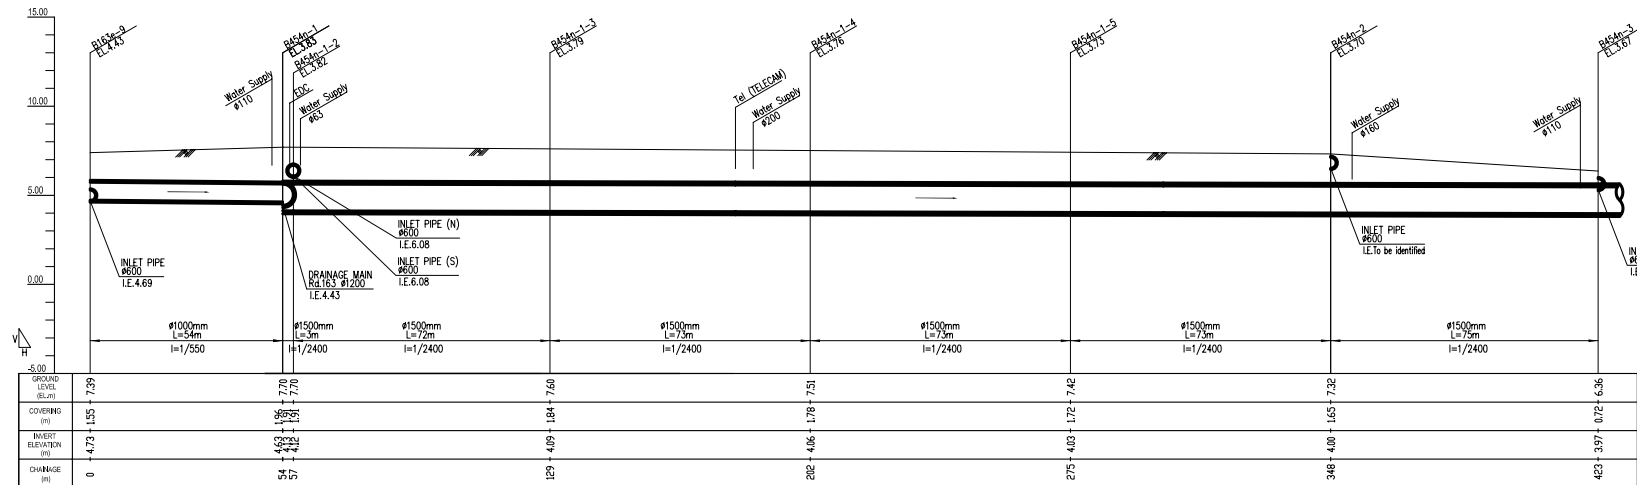 15.00
10.00
5.00
0.00
-5.00
V
H
B163e-9
EL.4.43
Water Supply
ø110
B454n-1
EL.3.83
B454n-1-2
EL.3.82
EDC.
Water Supply
ø63
B454n-1-3
EL.3.79
Tel (TELECAM)
Water Supply
ø200
B454n-1-4
EL.3.76
B454n-1-5
EL.3.73
B454n-2
EL.3.70
Water Supply
ø160
Water Supply
ø110
B454n-3
EL.3.67
INLET PIPE
ø600
I.E.4.69
DRAINAGE MAIN
Rd.163 ø1200
I.E.4.43
INLET PIPE (N)
ø600
I.E.6.08
INLET PIPE (S)
ø600
I.E.6.08
INLET PIPE
ø600
I.E.To be identified
IN
ø6
I.E
ø1000mm
L=54m
I=1/550
ø1500mm
L=3m
I=1/2400
ø1500mm
L=72m
I=1/2400
ø1500mm
L=73m
I=1/2400
ø1500mm
L=73m
I=1/2400
ø1500mm
L=73m
I=1/2400
ø1500mm
L=75m
I=1/2400
GROUND
LEVEL
(EL.m)
7.39 7.70 7.70 7.60 7.51 7.42 7.32 6.36
COVERING
(m)
1.55 1.96 1.91 1.91 1.84 1.78 1.72 1.65 0.72
INVERT
ELEVATION
(m)
4.73 4.63 4.13 4.12 4.09 4.06 4.03 4.00 3.97
CHAINAGE
(m)
0 54 57 129 202 275 348 423